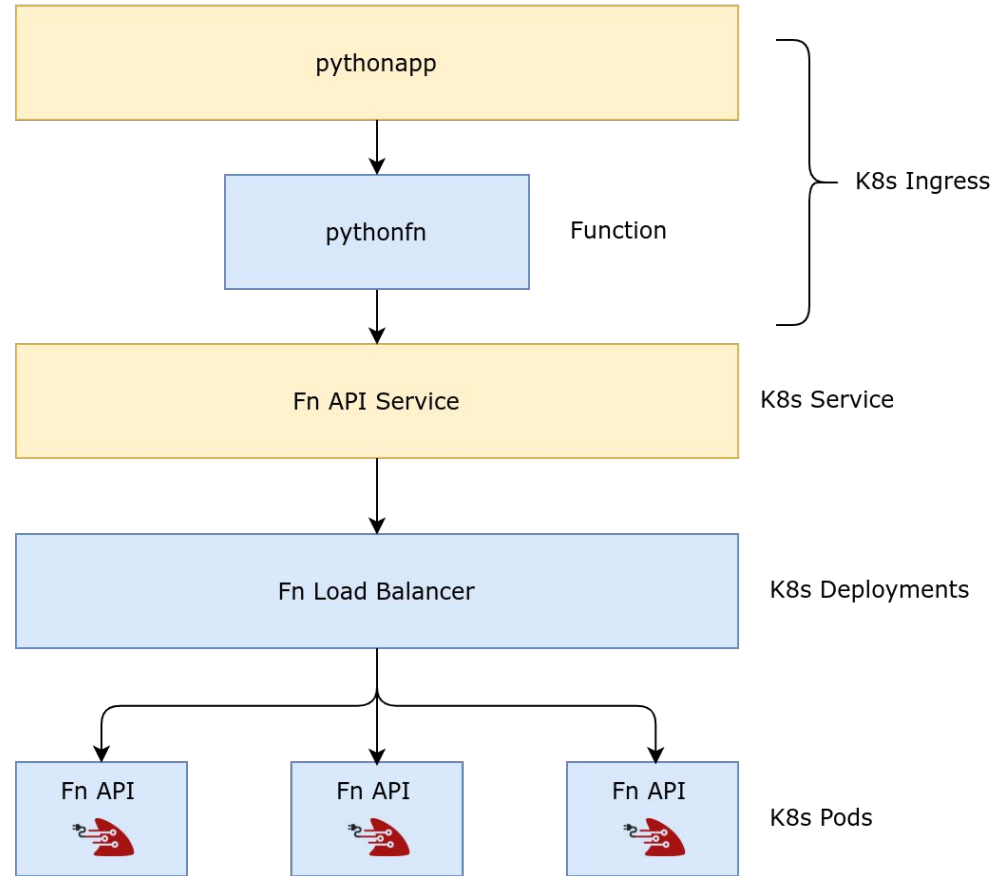 pythonapp
K8s Ingress
pythonfn
Function
Fn API Service
K8s Service
Fn Load Balancer
K8s Deployments
Fn API
Fn API
Fn API
K8s Pods